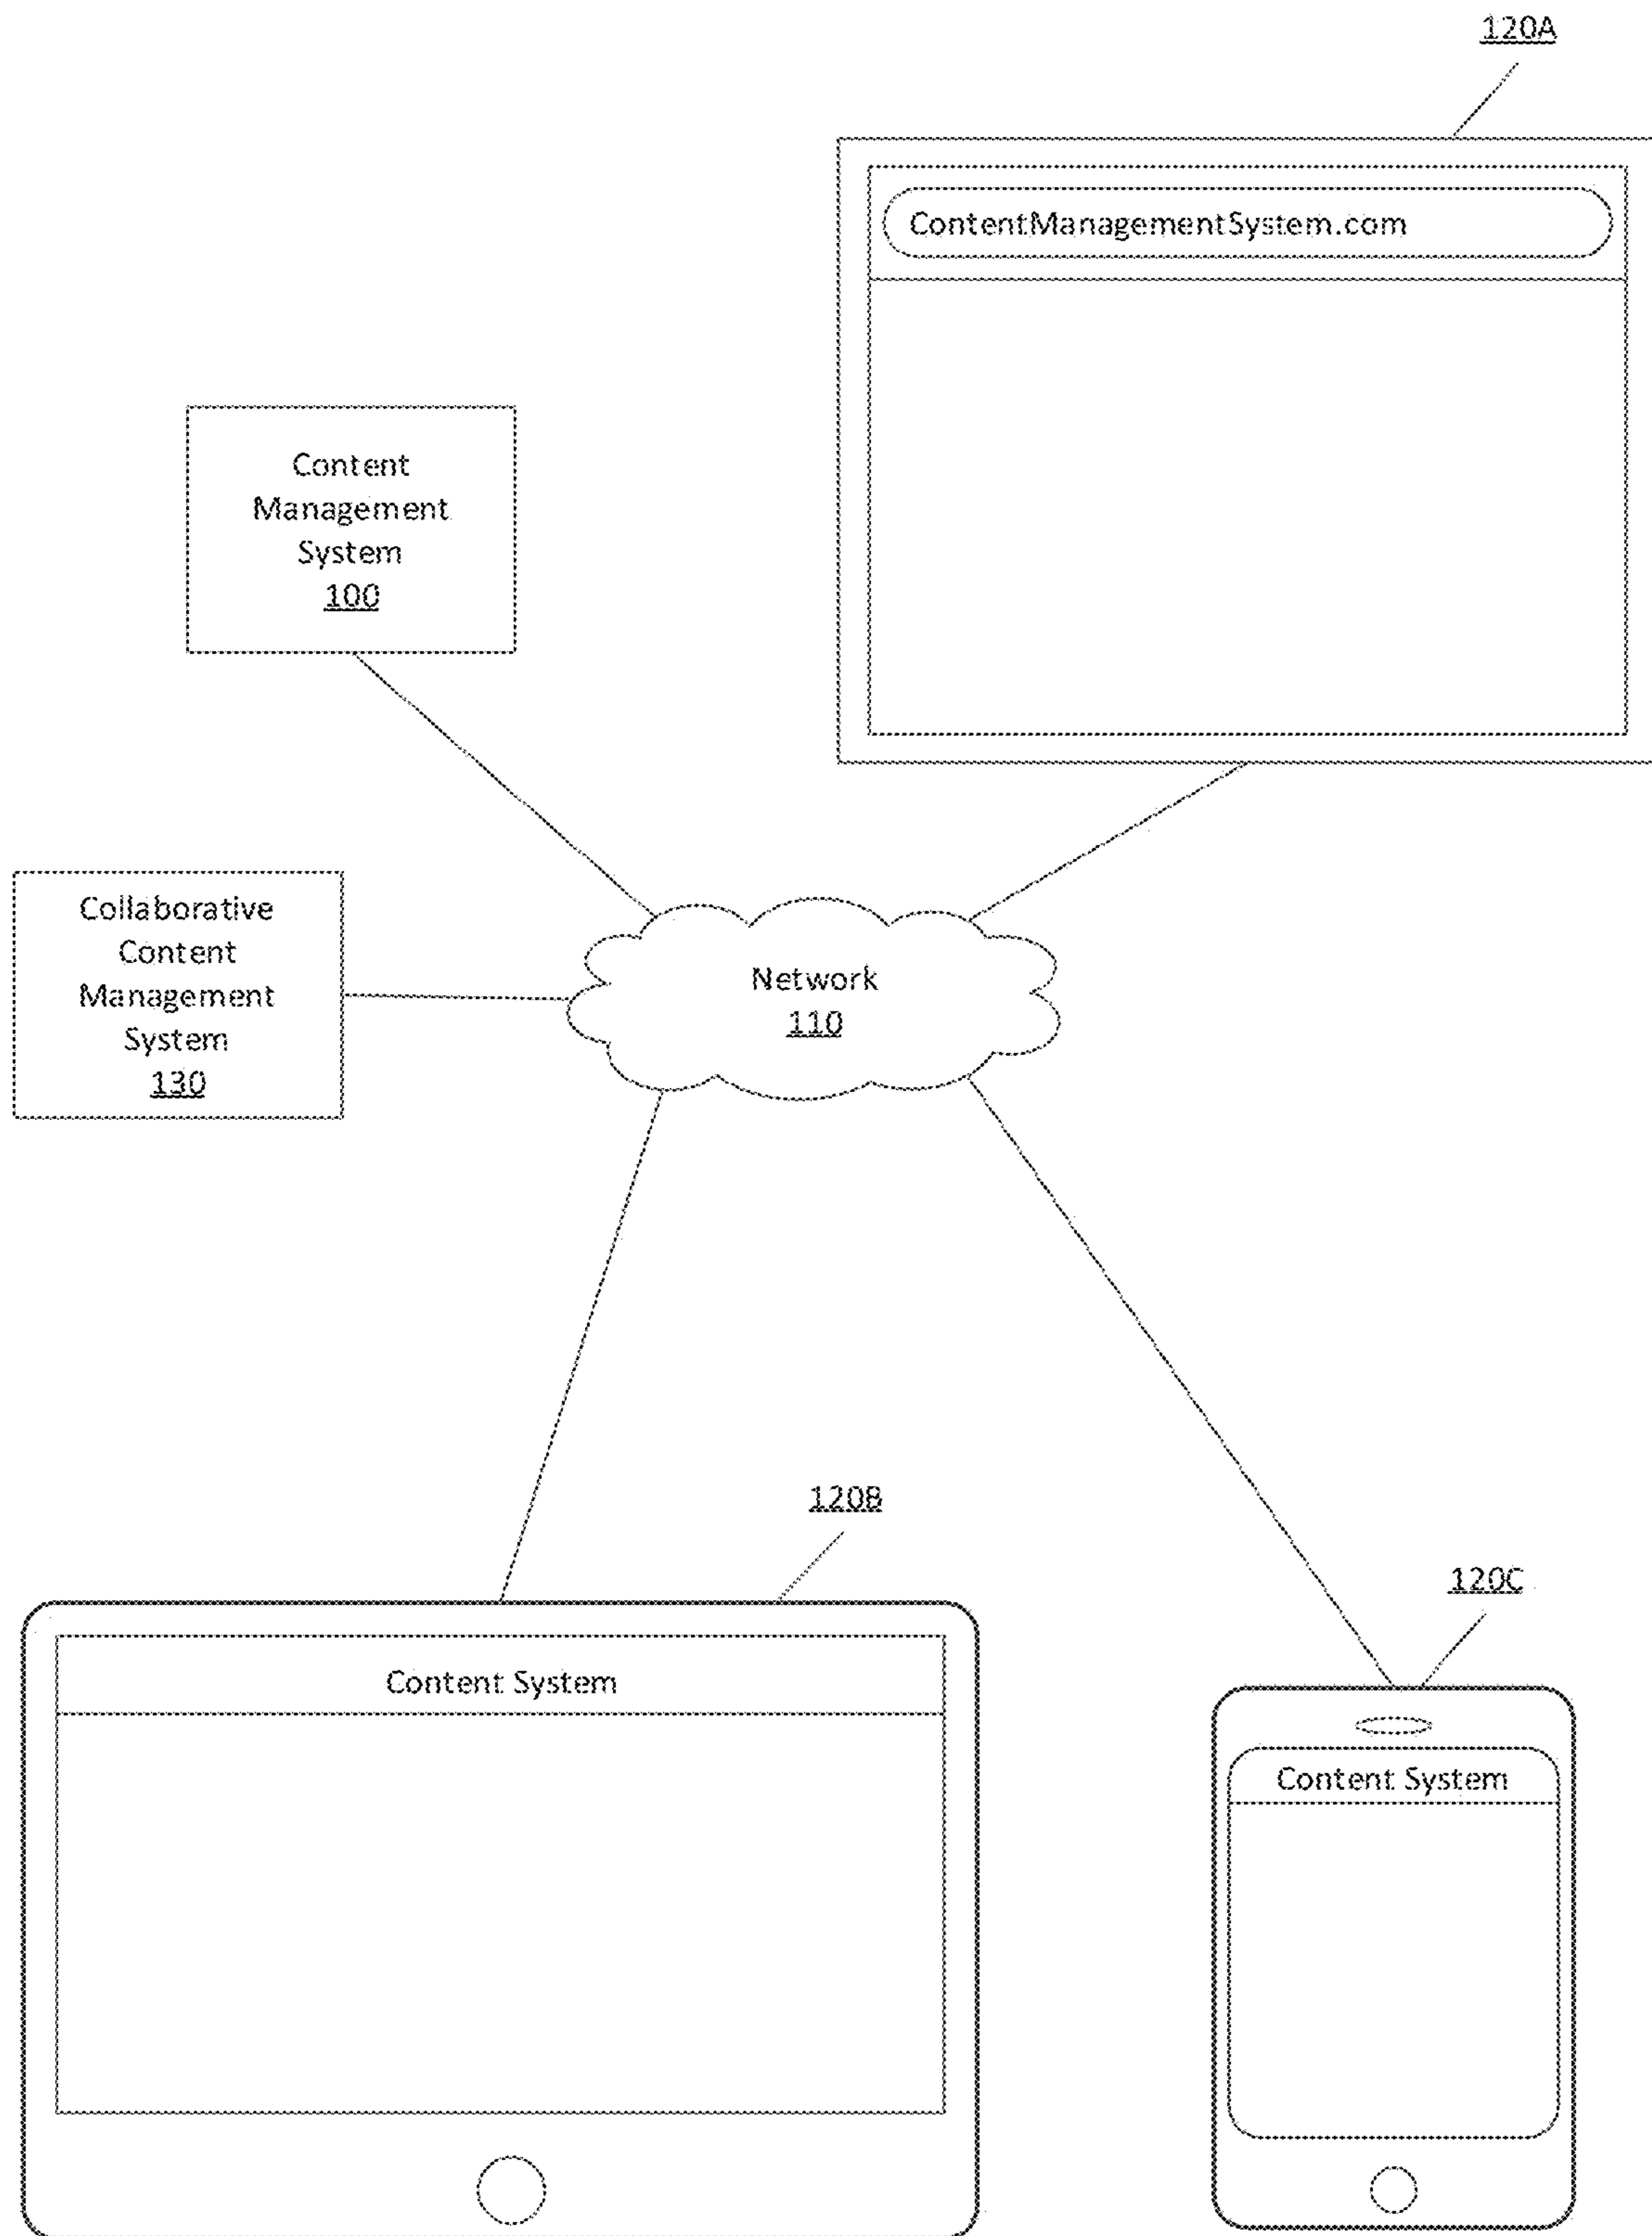 120A
ContentManagementSystem.com
Content
Management
System
100
Collaborative
Content
Management
System
130
Network
110
120B
120C
Content System
Content System